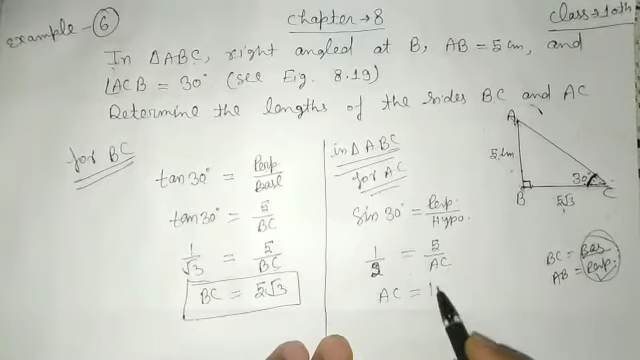 example - 6
chapter → 8
class → 10th
In ΔABC, right angled at B, AB = 5 cm, and
∠ACB = 30° (see Fig. 8.19)
Determine the lengths of the sides BC and AC
for BC
tan 30° = Perp / Base
tan 30° = 5 / BC
1 / √3 = 5 / BC
BC = 5√3
in ΔABC
for AC
Sin 30° = Perp. / Hypo.
1 / 2 = 5 / AC
AC = 1
A
5 cm
30°
B
5√3
C
BC = Bas
AB = Perp.